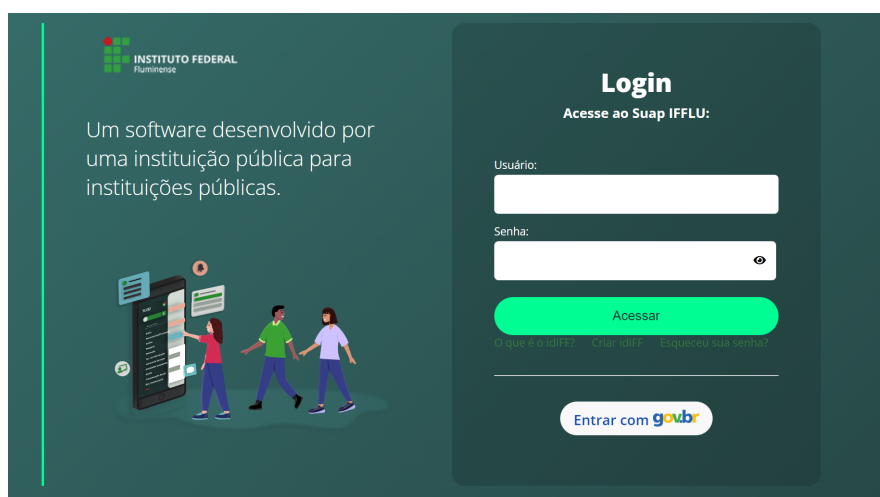 INSTITUTO FEDERAL
Fluminense
Um software desenvolvido por
uma instituição pública para
instituições públicas.
Login
Acesse ao Suap IFFLU:
Usuário:
Senha:
Acessar
O que é o idIFF? Criar idIFF Esqueceu sua senha?
Entrar com gov.br